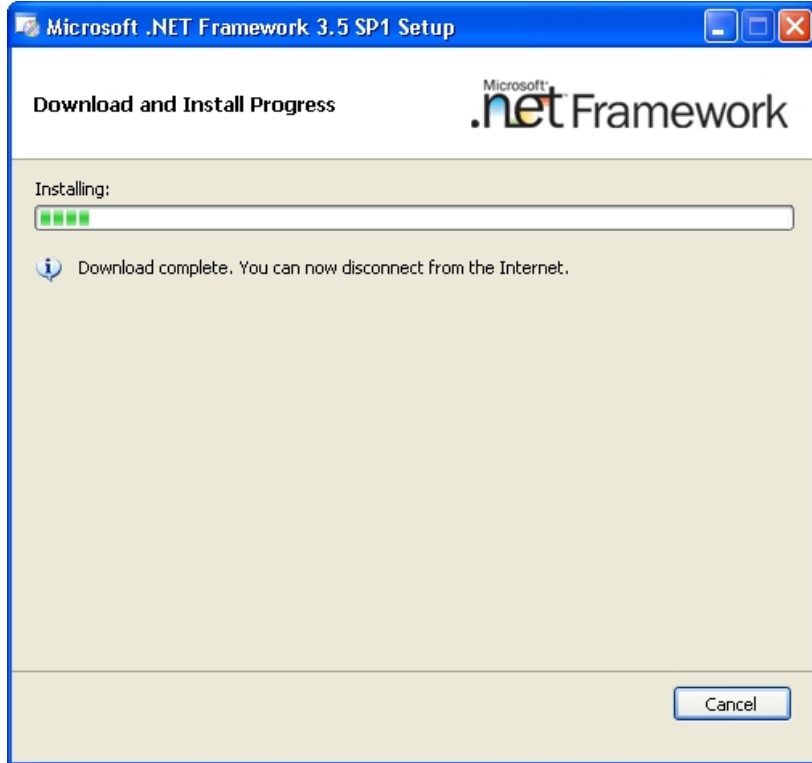 Microsoft .NET Framework 3.5 SP1 Setup
Download and Install Progress
Microsoft
.net Framework
Installing:
Download complete. You can now disconnect from the Internet.
Cancel